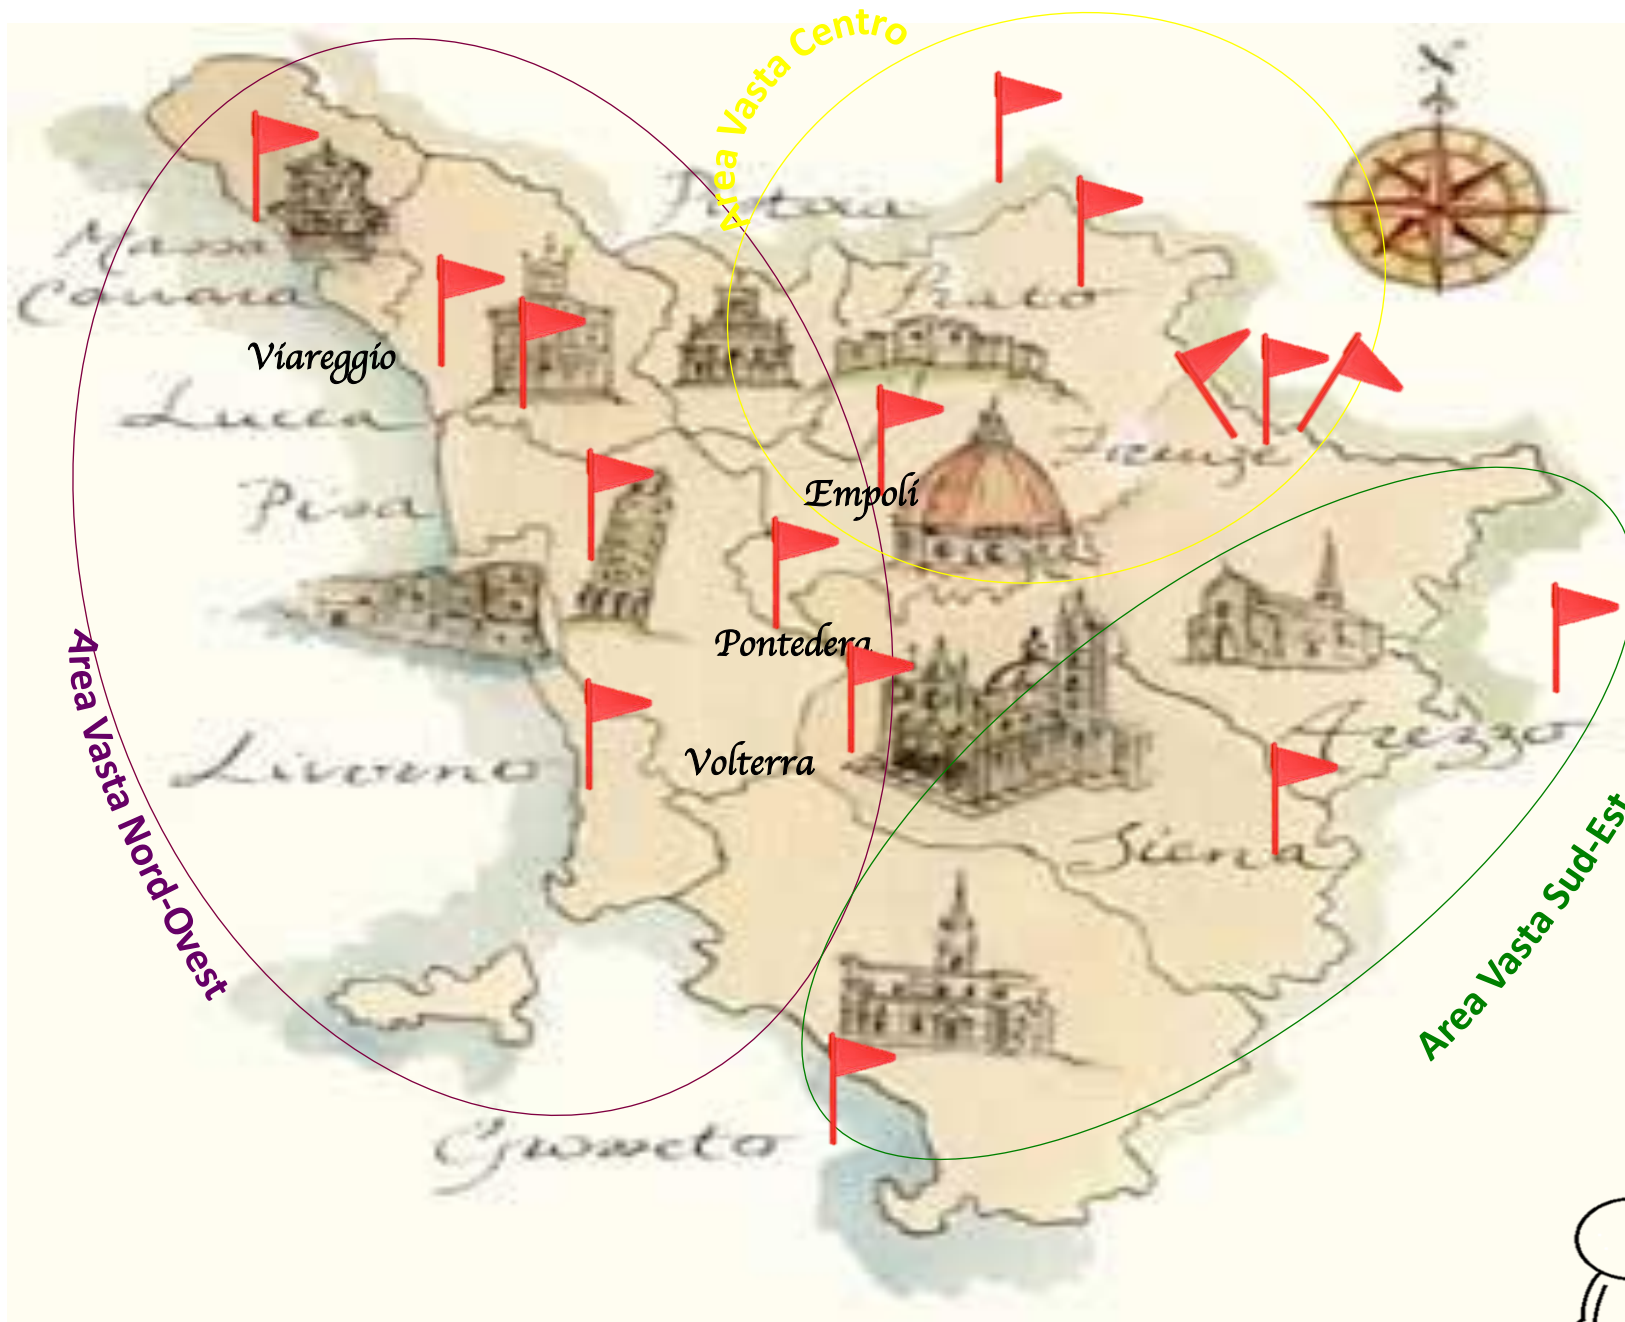 Area Vasta Centro
N
Pistoia
Massa
Carrara
Prato
Viareggio
Lucca
Firenze
Pisa
Empoli
Pontedera
Area Vasta Nord-Ovest
Livorno
Volterra
Arezzo
Siena
Area Vasta Sud-Est
Grosseto